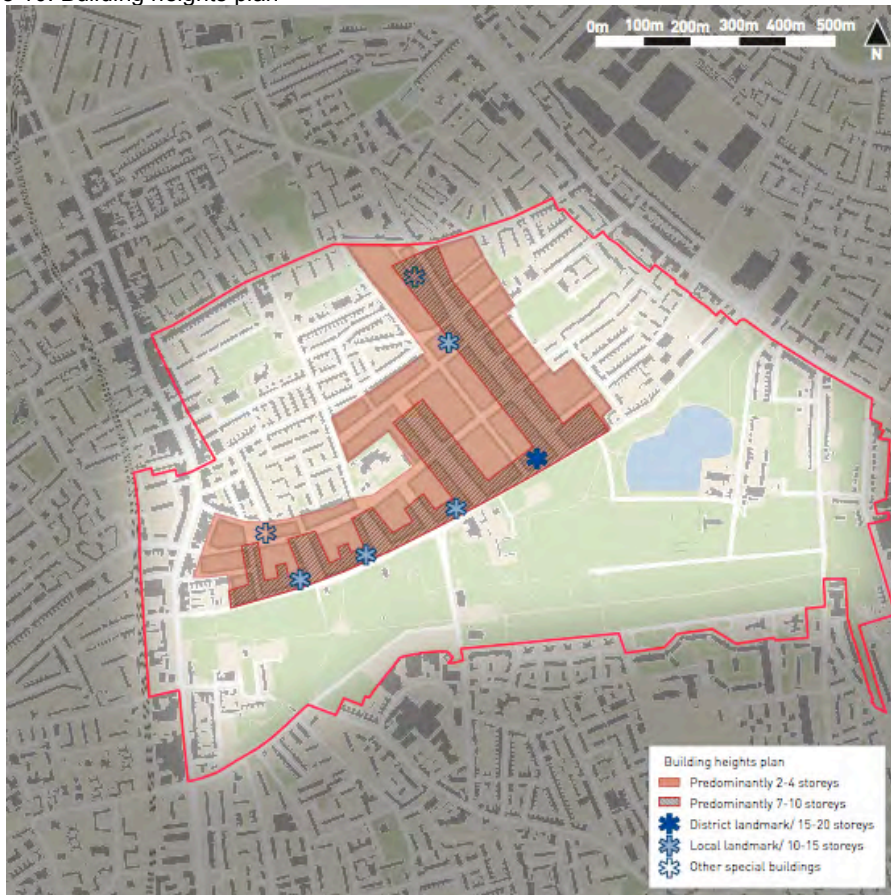 Building heights plan
0m 100m 200m 300m 400m 500m
N
Building heights plan
Predominantly 2-4 storeys
Predominantly 7-10 storeys
District landmark/ 15-20 storeys
Local landmark/ 10-15 storeys
Other special buildings